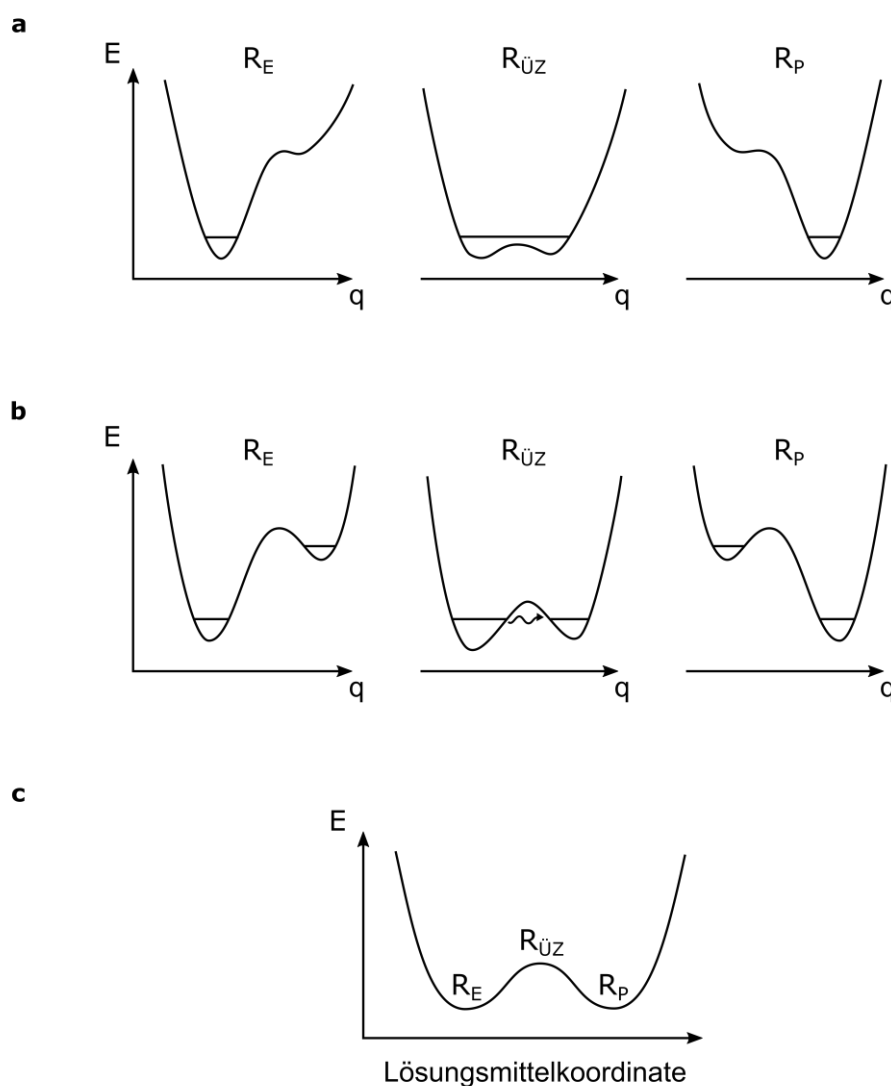 a
E
R_E
R_ÜZ
R_P
q
q
q
b
E
R_E
R_ÜZ
R_P
q
q
q
c
E
R_ÜZ
R_E
R_P
Lösungsmittelkoordinate